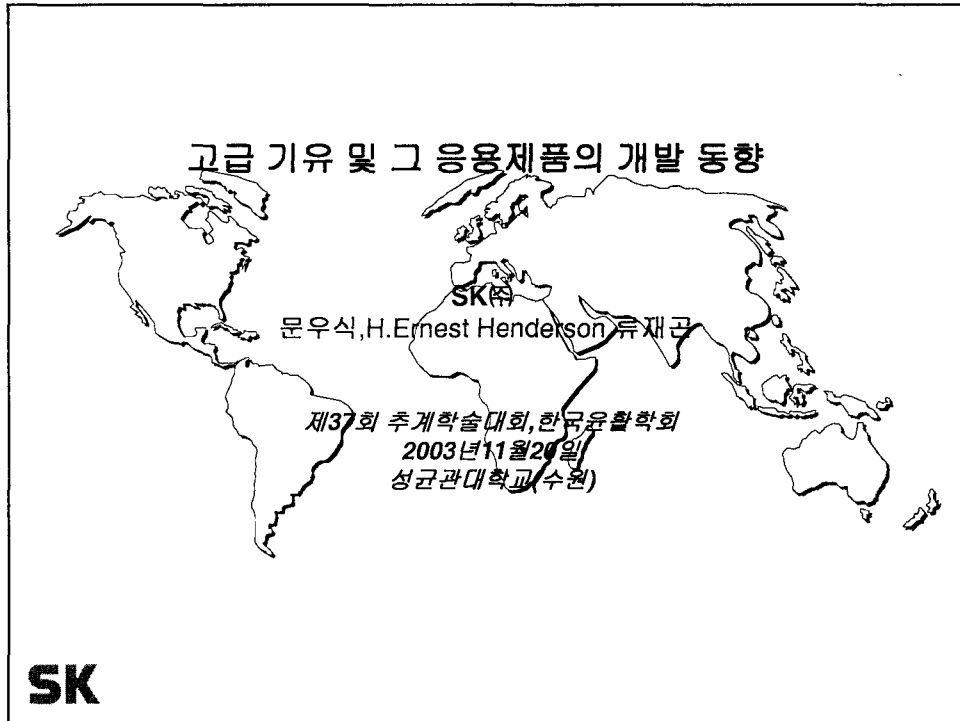 고급 기유 및 그 응용제품의 개발 동향
SK㈜
문우식,H.Ernest Henderson,류재곤
제37회 추계학술대회,한국윤활학회
2003년11월20일
성균관대학교(수원)
SK